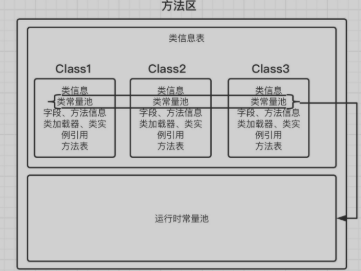 方法区
类信息表
Class1
Class2
Class3
类信息
类常量池
字段、方法信息
类加载器、类实
例引用
方法表
类信息
类常量池
字段、方法信息
类加载器、类实
例引用
方法表
类信息
类常量池
字段、方法信息
类加载器、类实
例引用
方法表
运行时常量池